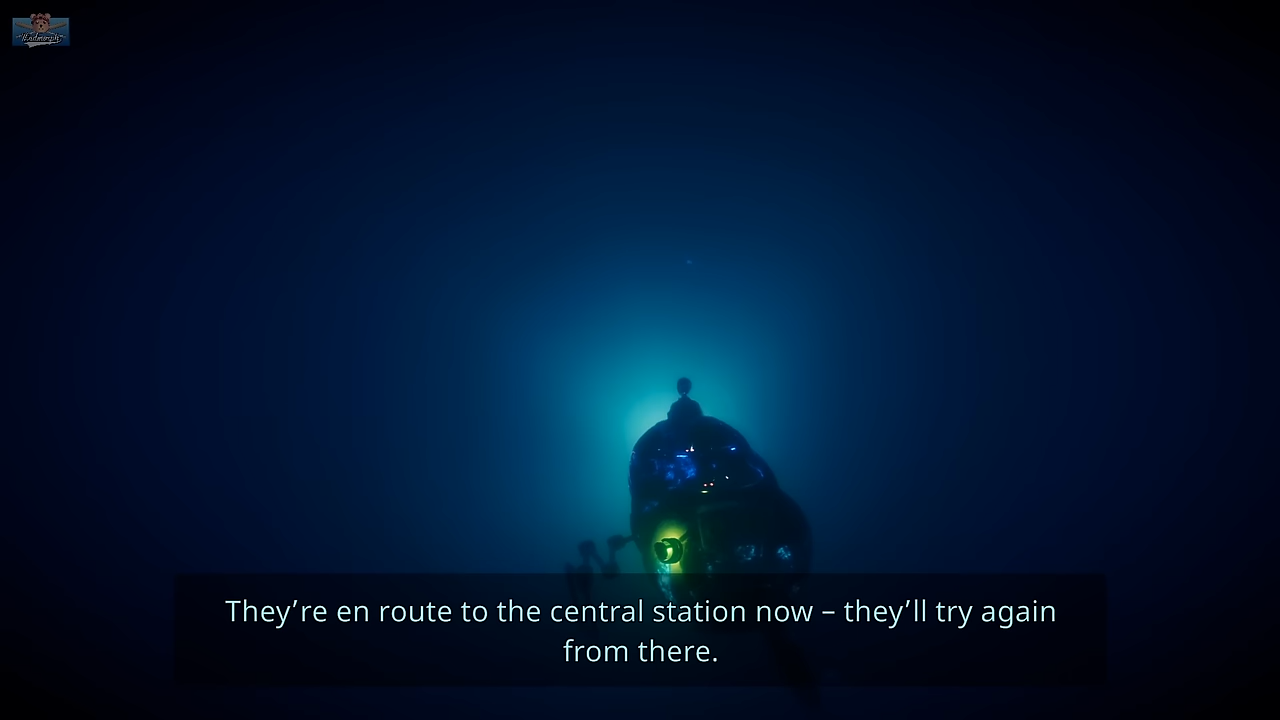 They’re en route to the central station now – they’ll try again
from there.